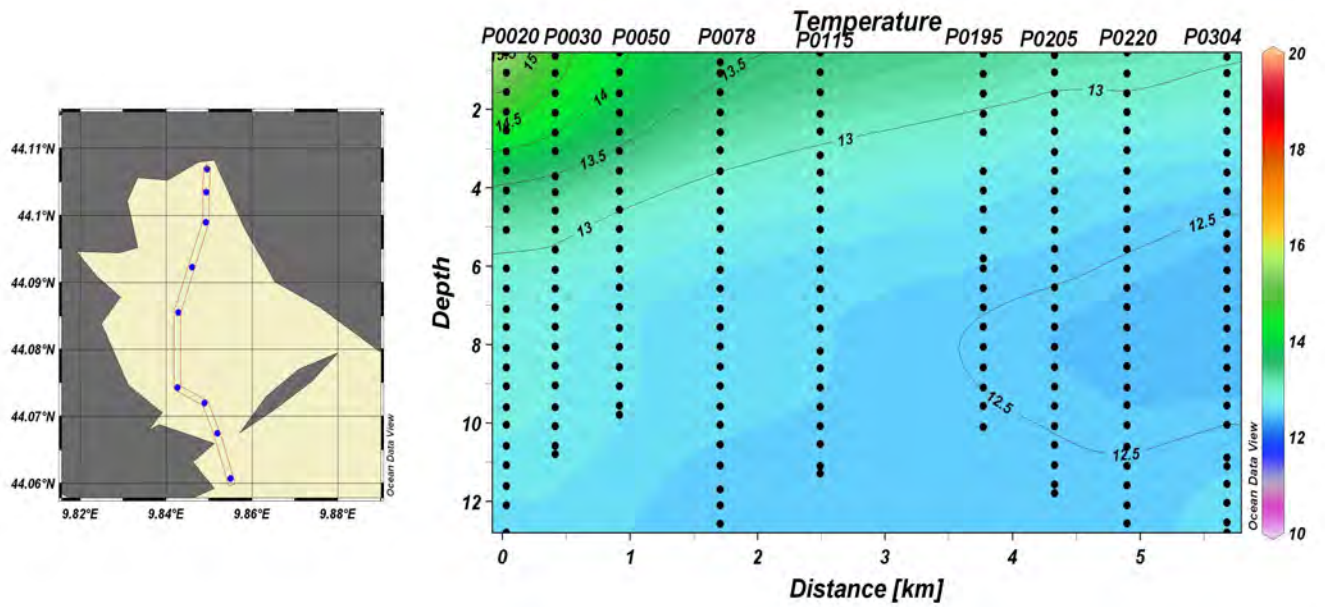 Temperature
P0020 P0030 P0050 P0078 P0115 P0195 P0205 P0220 P0304
15
14.5
14
13.5
13.5
13
13
13
12.5
12.5
12.5
2
4
6
8
10
12
Depth
0 1 2 3 4 5
Distance [km]
Ocean Data View
20
18
16
14
12
10
44.11°N
44.1°N
44.09°N
44.08°N
44.07°N
44.06°N
9.82°E 9.84°E 9.86°E 9.88°E
Ocean Data View